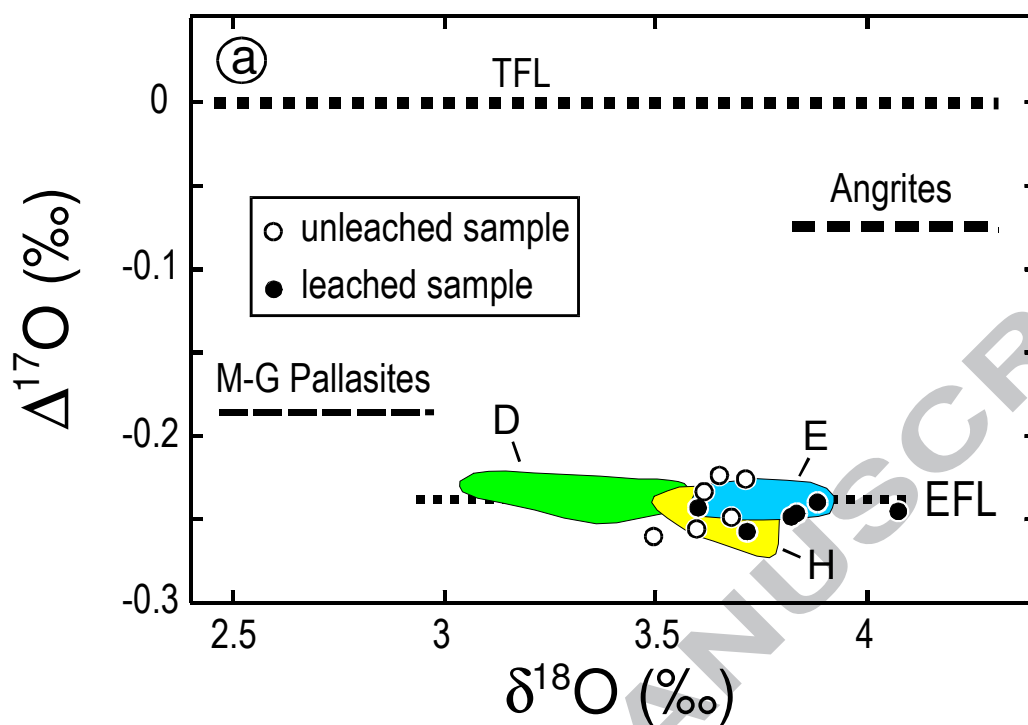 a
TFL
0
Angrites
unleached sample
leached sample
-0.1
Δ¹⁷O (‰)
M-G Pallasites
-0.2
D
E
EFL
H
-0.3
2.5
3
3.5
4
δ¹⁸O (‰)
ANUSCR